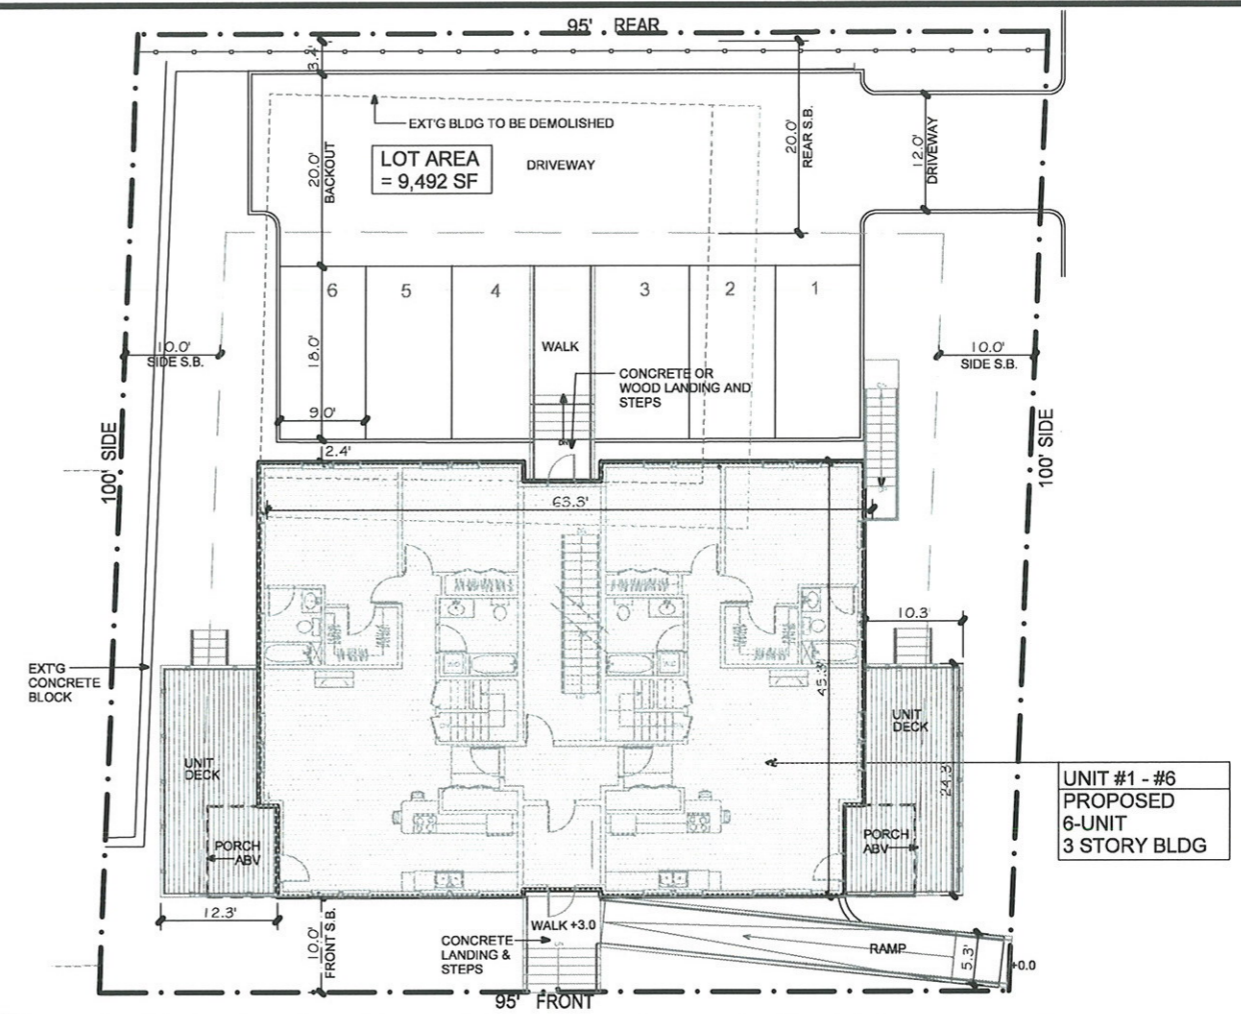 95' REAR
3.2'
EXT'G BLDG TO BE DEMOLISHED
LOT AREA
= 9,492 SF
DRIVEWAY
20.0'
BACKOUT
20.0'
REAR S.B.
12.0'
DRIVEWAY
6
5
4
3
2
1
WALK
18.0'
10.0'
SIDE S.B.
10.0'
SIDE S.B.
CONCRETE OR
WOOD LANDING AND
STEPS
9.0'
2.4'
100' SIDE
100' SIDE
63.3'
10.3'
45.3'
EXT'G
CONCRETE
BLOCK
UNIT
DECK
UNIT
DECK
24.3'
UNIT #1 - #6
PROPOSED
6-UNIT
3 STORY BLDG
PORCH
ABV
PORCH
ABV
12.3'
10.0'
FRONT S.B.
WALK +3.0
CONCRETE
LANDING &
STEPS
RAMP
5.3'
+0.0
95' FRONT